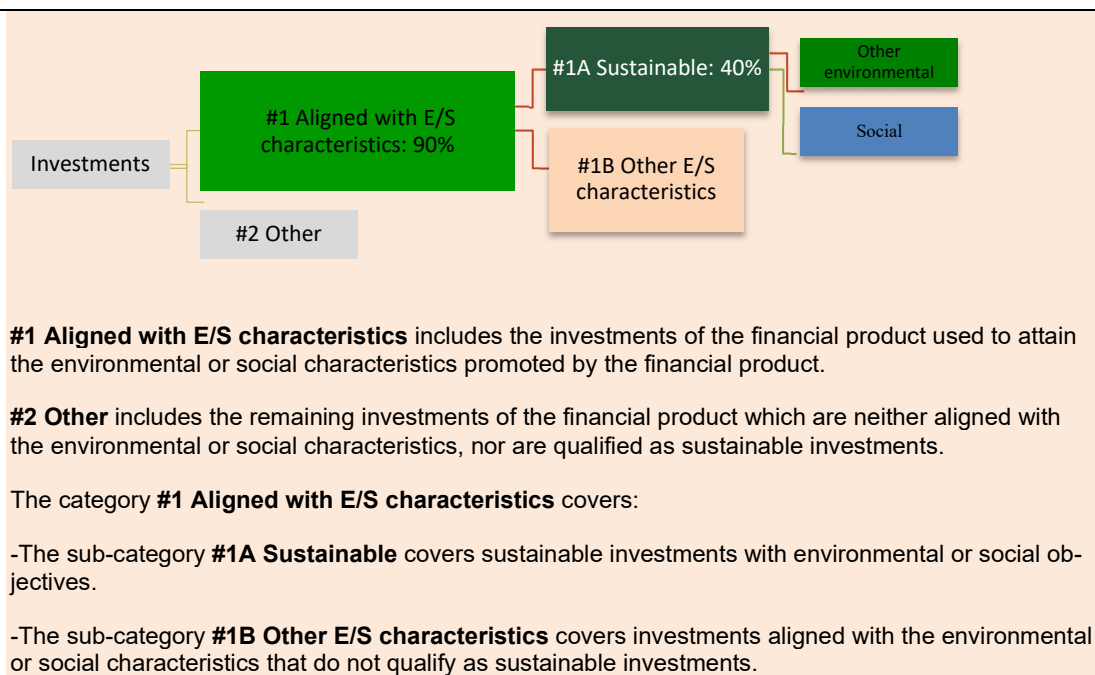 Investments
#1 Aligned with E/S
characteristics: 90%
#2 Other
#1A Sustainable: 40%
#1B Other E/S
characteristics
Other
environmental
Social
#1 Aligned with E/S characteristics includes the investments of the financial product used to attain
the environmental or social characteristics promoted by the financial product.
#2 Other includes the remaining investments of the financial product which are neither aligned with
the environmental or social characteristics, nor are qualified as sustainable investments.
The category #1 Aligned with E/S characteristics covers:
-The sub-category #1A Sustainable covers sustainable investments with environmental or social ob-
jectives.
-The sub-category #1B Other E/S characteristics covers investments aligned with the environmental
or social characteristics that do not qualify as sustainable investments.